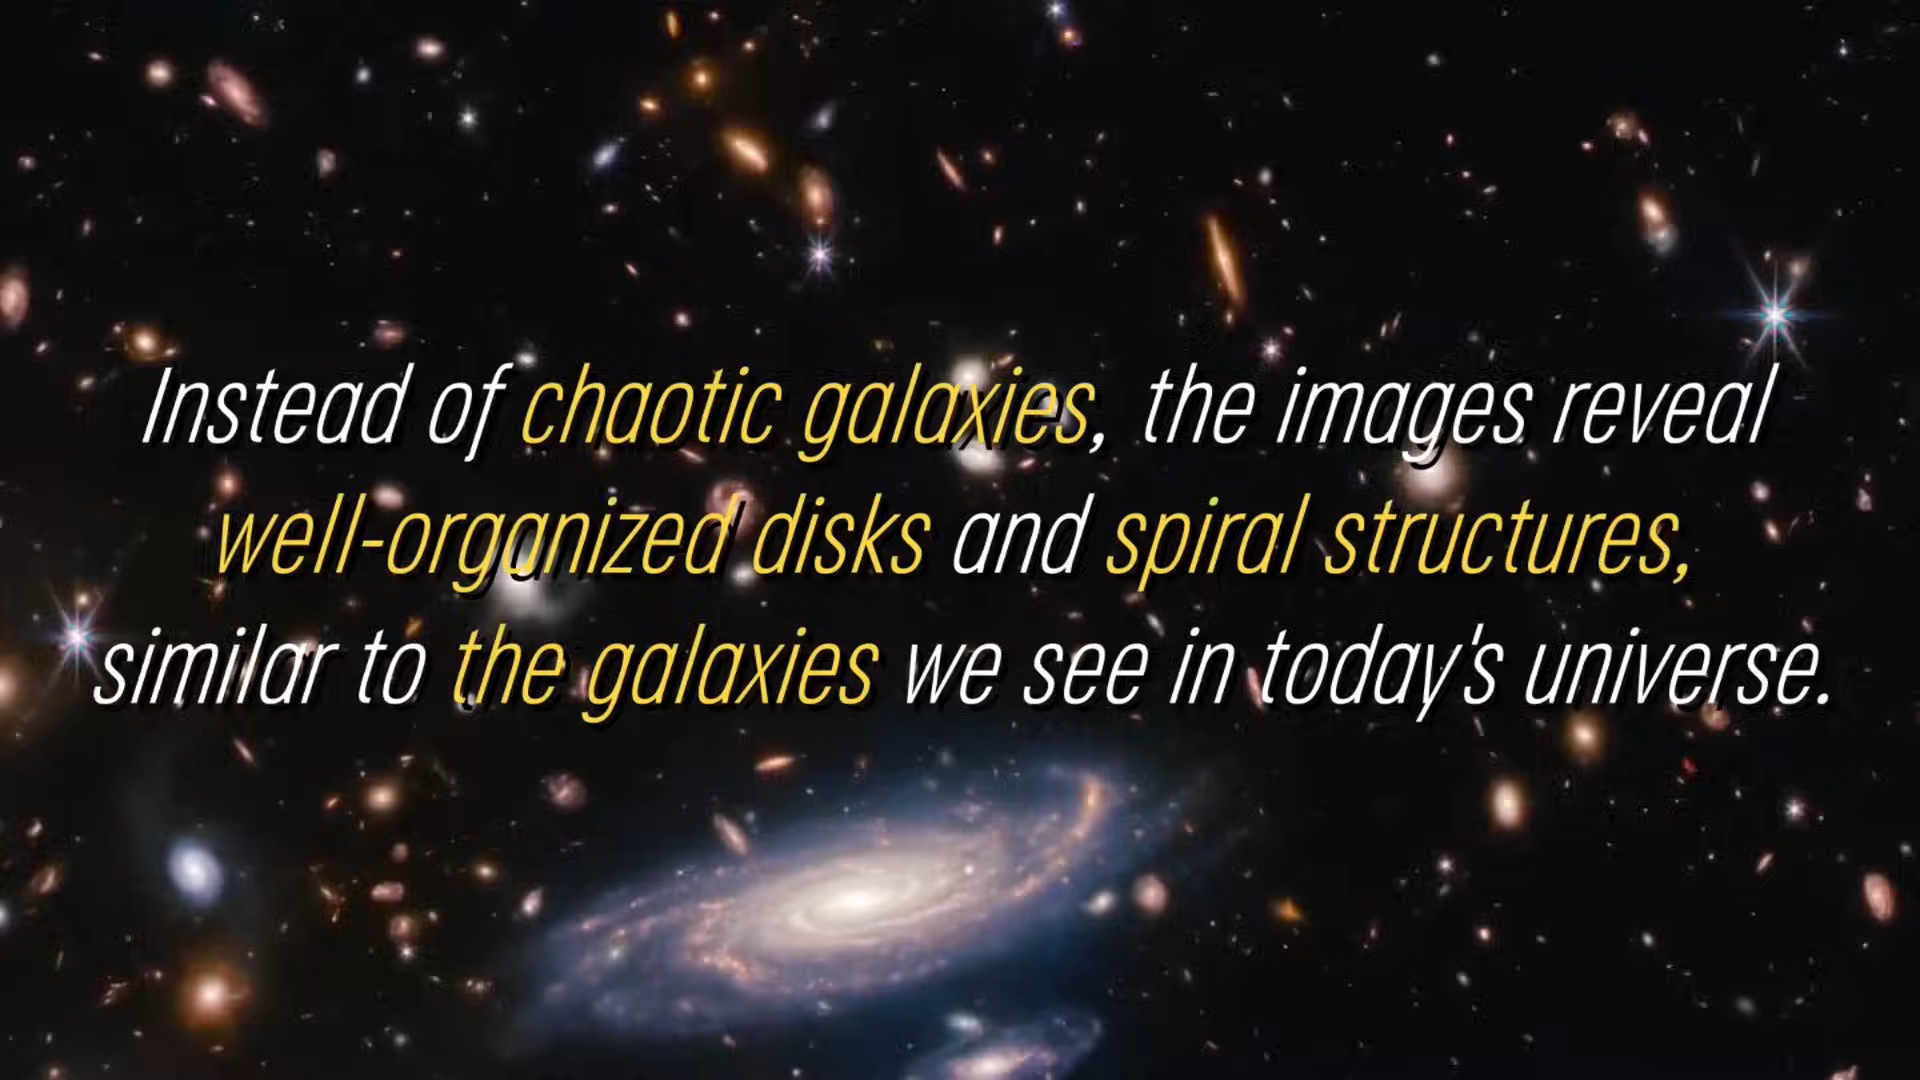 Instead of chaotic galaxies, the images reveal
well-organized disks and spiral structures,
similar to the galaxies we see in today's universe.